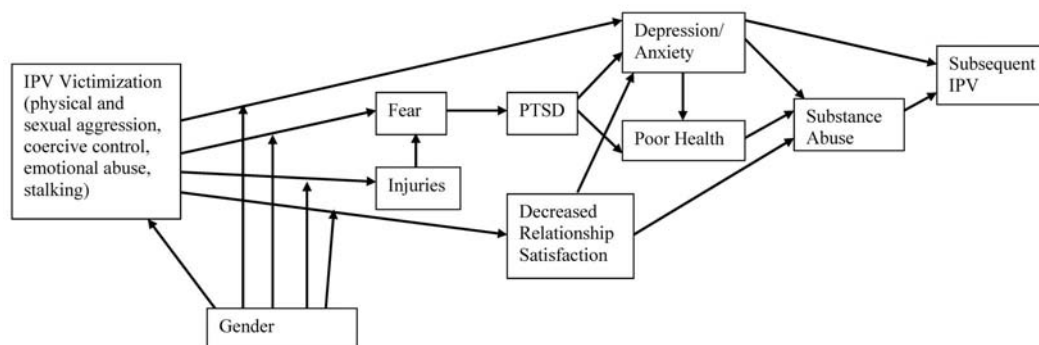 IPV Victimization
(physical and
sexual aggression,
coercive control,
emotional abuse,
stalking)
Fear
Injuries
PTSD
Depression/
Anxiety
Poor Health
Decreased
Relationship
Satisfaction
Substance
Abuse
Subsequent
IPV
Gender